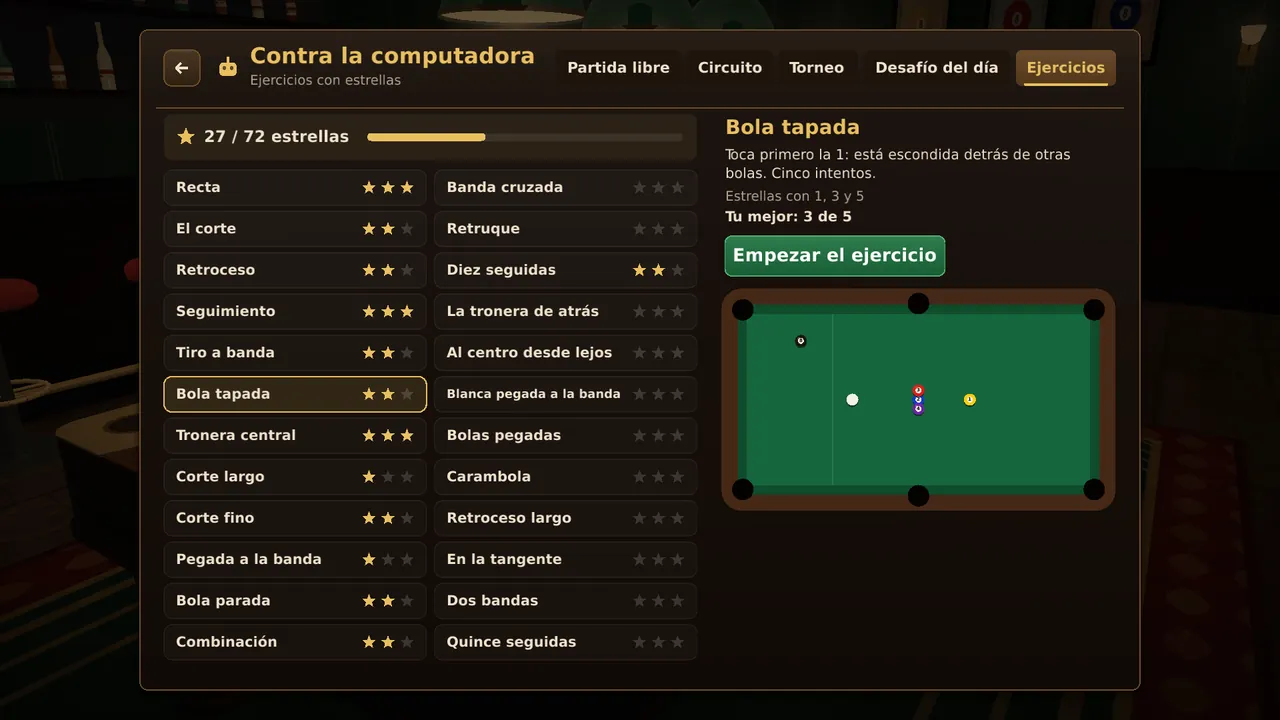 Contra la computadora
Ejercicios con estrellas
Partida libre
Circuito
Torneo
Desafío del día
Ejercicios
27 / 72 estrellas
Recta
El corte
Retroceso
Seguimiento
Tiro a banda
Bola tapada
Tronera central
Corte largo
Corte fino
Pegada a la banda
Bola parada
Combinación
Banda cruzada
Retruque
Diez seguidas
La tronera de atrás
Al centro desde lejos
Blanca pegada a la banda
Bolas pegadas
Carambola
Retroceso largo
En la tangente
Dos bandas
Quince seguidas
Bola tapada
Toca primero la 1: está escondida detrás de otras
bolas. Cinco intentos.
Estrellas con 1, 3 y 5
Tu mejor: 3 de 5
Empezar el ejercicio